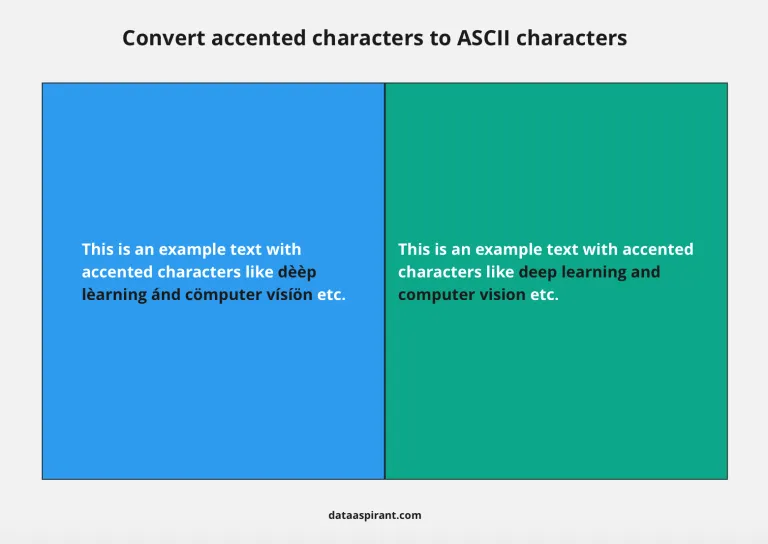 Convert accented characters to ASCII characters
This is an example text with
accented characters like dèèp
lèarning ánd cömputer vísíön etc.
This is an example text with accented
characters like deep learning and
computer vision etc.
dataaspirant.com